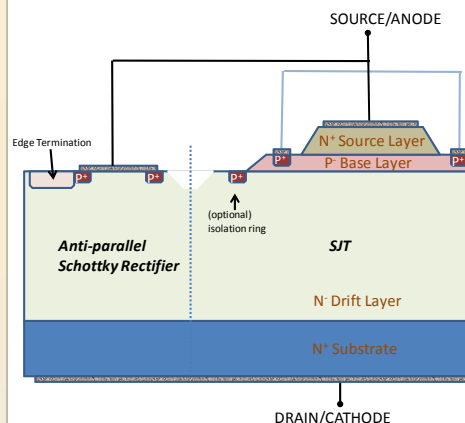 SOURCE/ANODE
Edge Termination
N+ Source Layer
P+
P- Base Layer
P+
P+
P+
P+
(optional)
isolation ring
Anti-parallel
Schottky Rectifier
SJT
N- Drift Layer
N+ Substrate
DRAIN/CATHODE